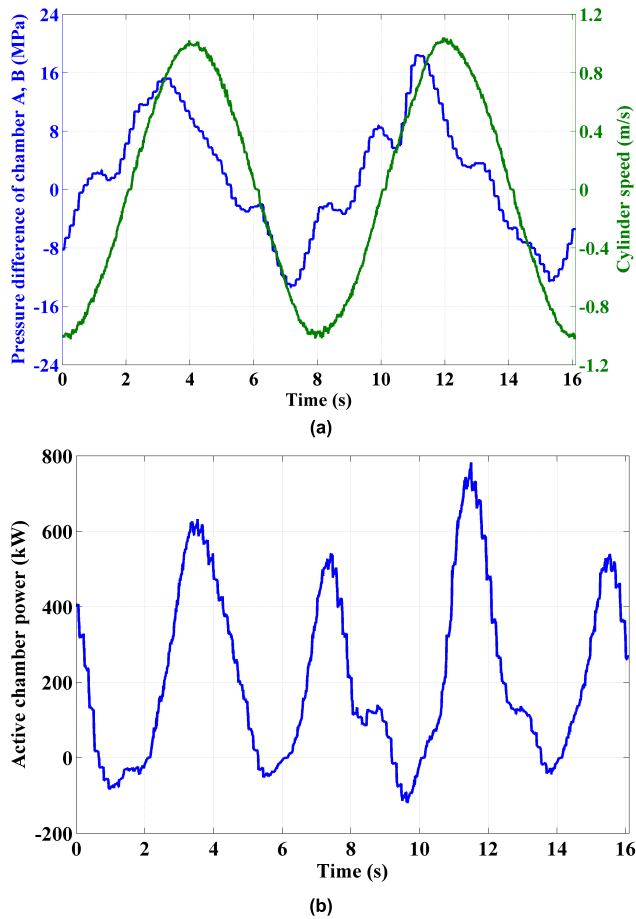 Pressure difference of chamber A, B (MPa)
24
16
8
0
-8
-16
-24
1.2
0.8
0.4
0
-0.4
-0.8
-1.2
Cylinder speed (m/s)
0 2 4 6 8 10 12 14 16
Time (s)
(a)
Active chamber power (kW)
800
600
400
200
0
-200
0 2 4 6 8 10 12 14 16
Time (s)
(b)